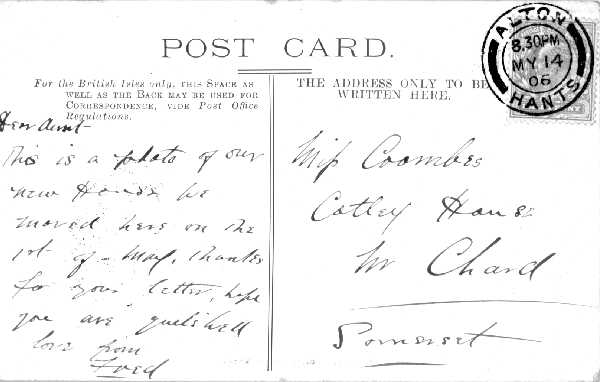 POST CARD.
For the British Isles only, THIS SPACE AS
WELL AS THE BACK MAY BE USED FOR
CORRESPONDENCE, VIDE Post Office
Regulations.
THE ADDRESS ONLY TO BE
WRITTEN HERE.
ALTON
8.30PM
MY 14
06
HANTS
Dear Aunt-
This is a photo of our
new House we
moved here on the
1st of May, thanks
for your letter, hope
you are quite well
love from
Fred
Miss Coombes
Cotley House
Nr Chard
Somerset